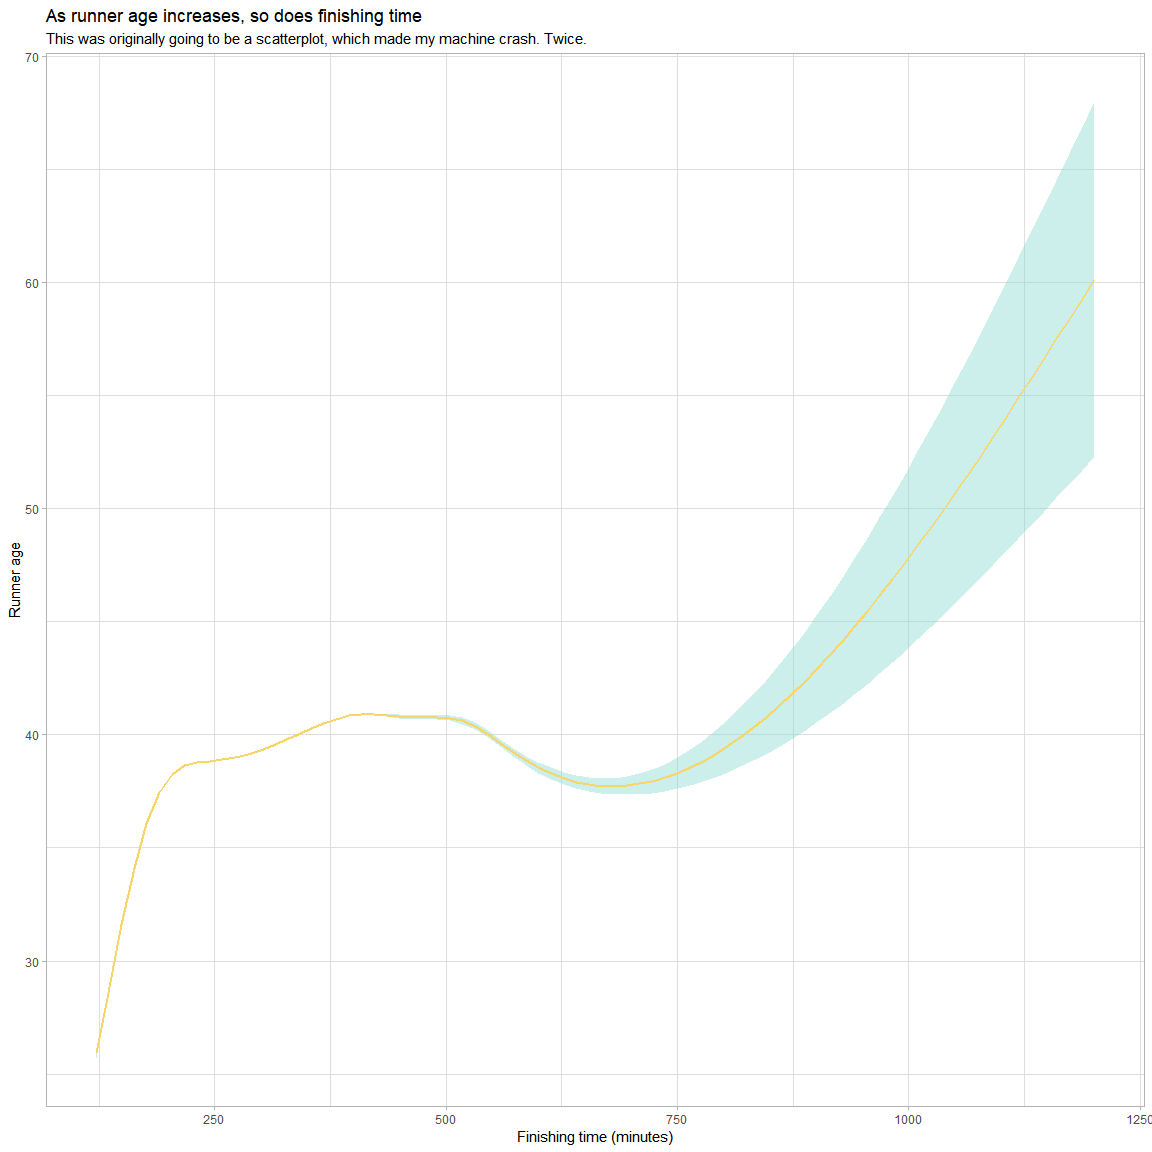 As runner age increases, so does finishing time
This was originally going to be a scatterplot, which made my machine crash. Twice.
70
60
50
40
30
Runner age
250 500 750 1000 1250
Finishing time (minutes)